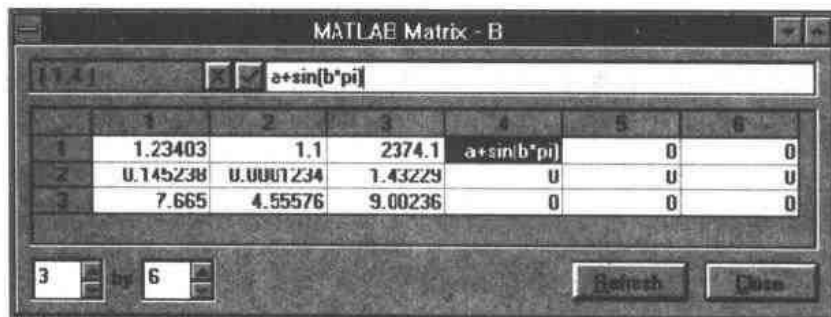 MATLAB Matrix - B
[ 1,4 ] a+sin(b*pi)
1 2 3 4 5 6
1 1.23403 1.1 2374.1 a+sin(b*pi) 0 0
2 0.145238 0.0001234 1.43229 0 0 0
3 7.665 4.55576 9.00236 0 0 0
3 by 6 Refresh Close